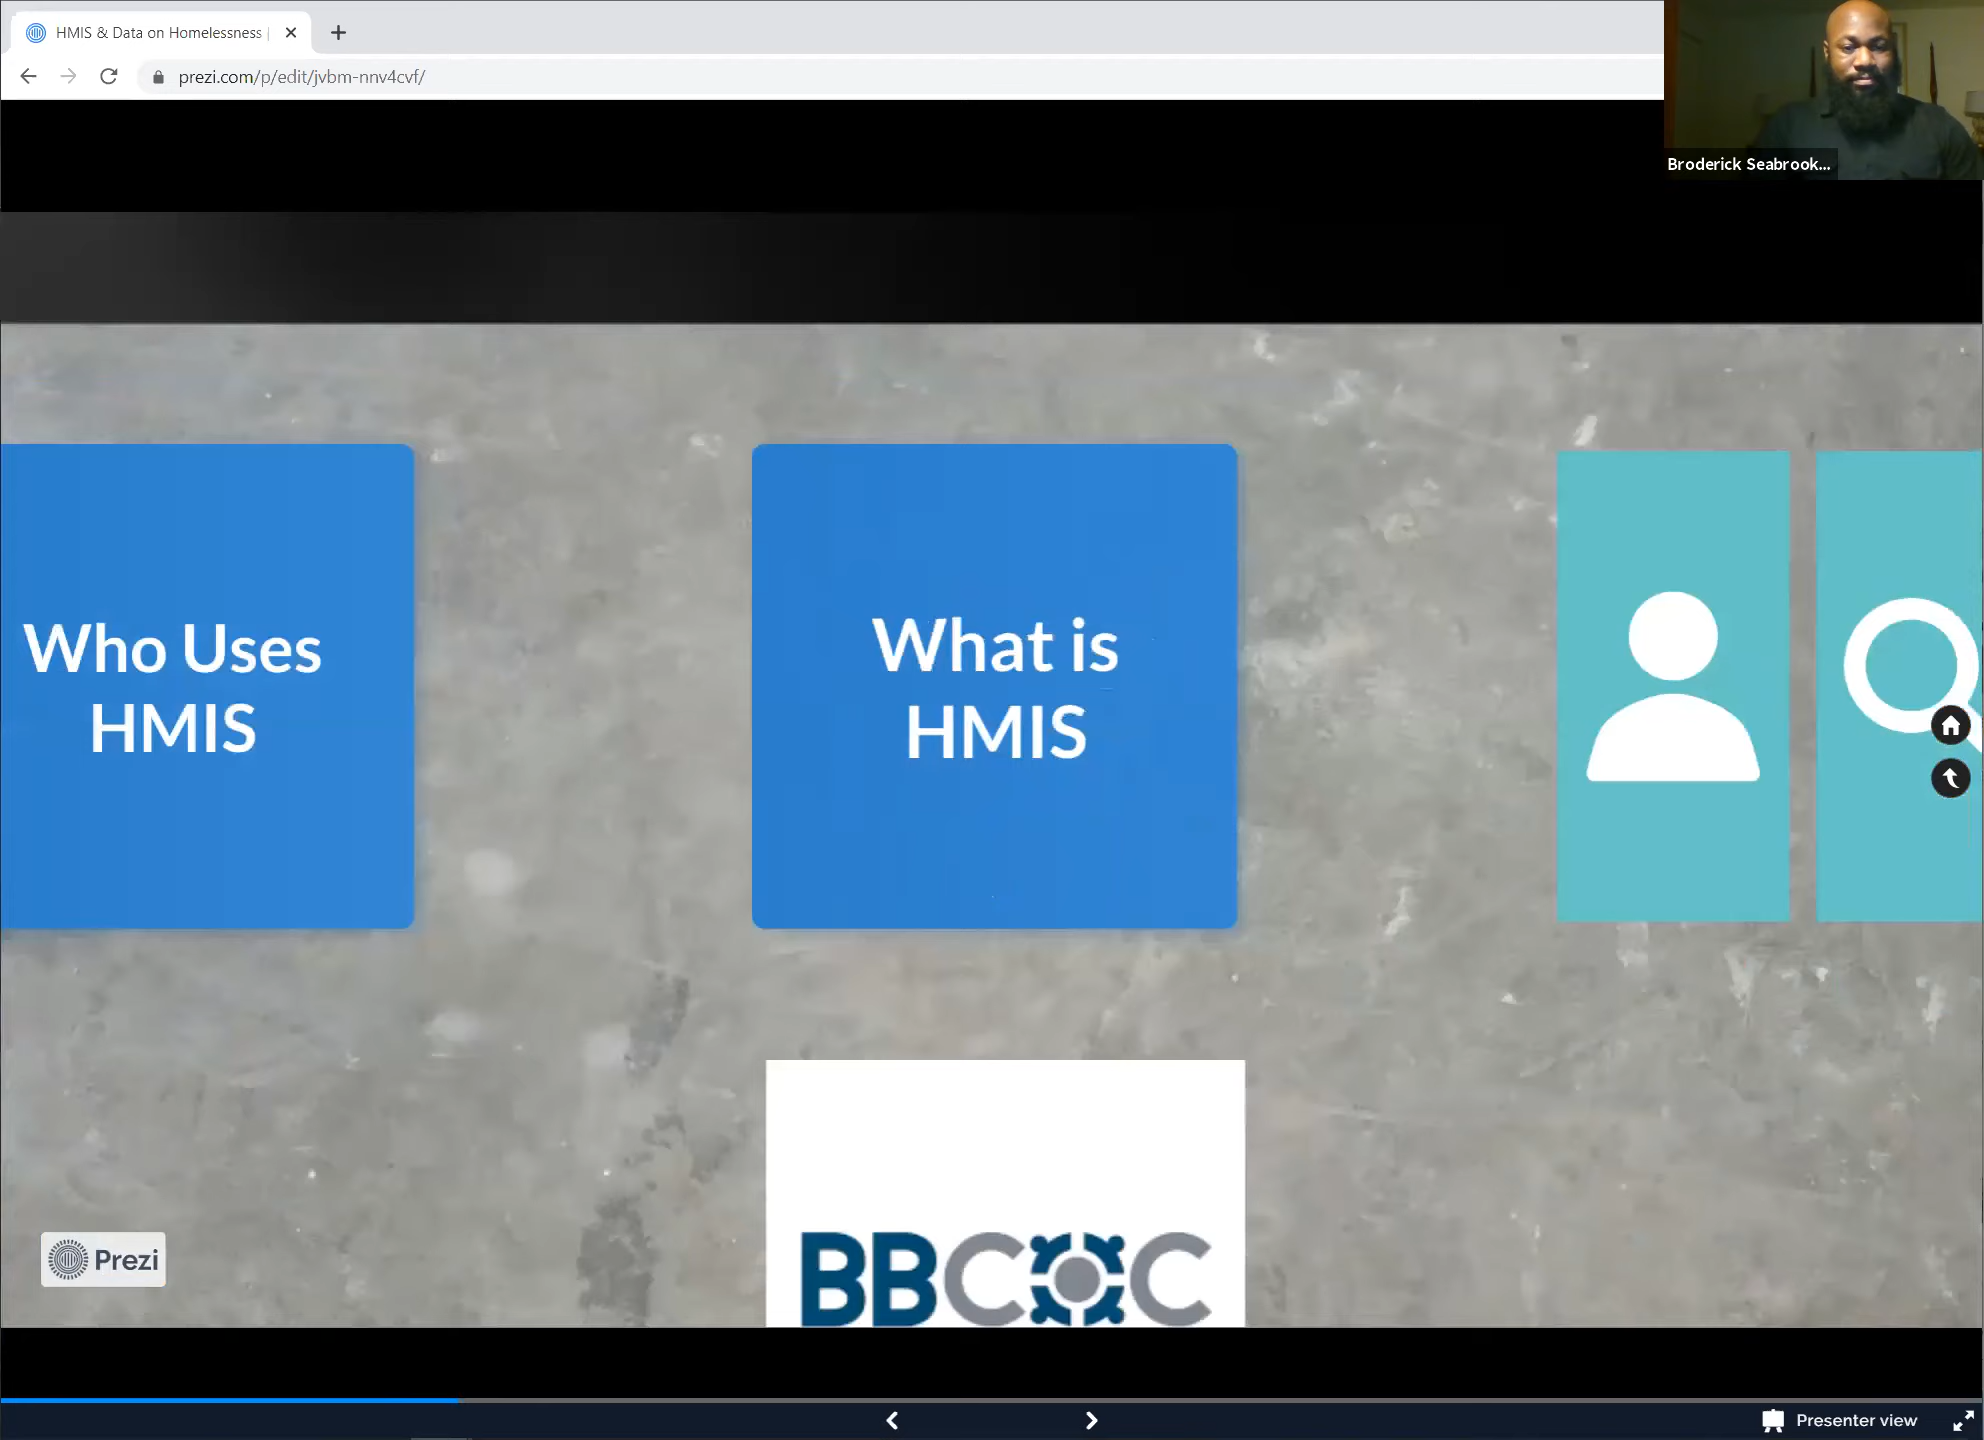 HMIS & Data on Homelessness |
prezi.com/p/edit/jvbm-nnv4cvf/
Broderick Seabrook...
Who Uses
HMIS
What is
HMIS
BBCOC
Prezi
Presenter view